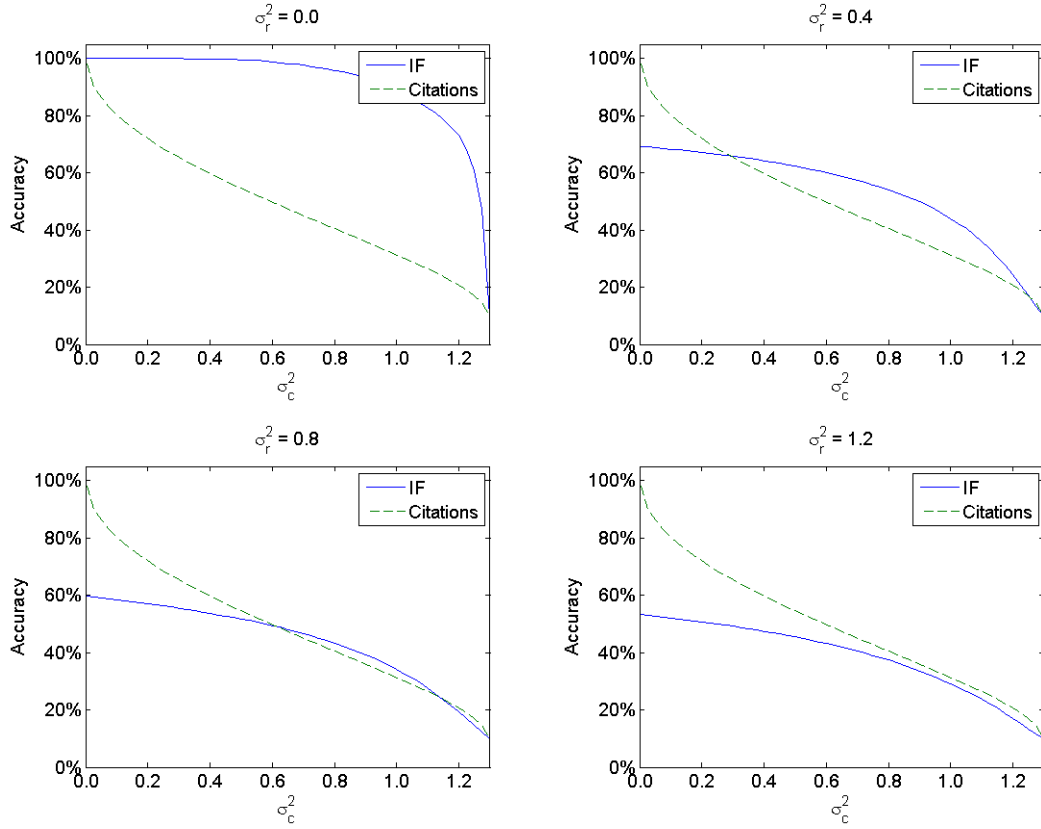 σ_r^2 = 0.0
100%
80%
60%
40%
20%
0%
Accuracy
IF
Citations
0.0 0.2 0.4 0.6 0.8 1.0 1.2
σ_c^2
σ_r^2 = 0.4
100%
80%
60%
40%
20%
0%
Accuracy
IF
Citations
0.0 0.2 0.4 0.6 0.8 1.0 1.2
σ_c^2
σ_r^2 = 0.8
100%
80%
60%
40%
20%
0%
Accuracy
IF
Citations
0.0 0.2 0.4 0.6 0.8 1.0 1.2
σ_c^2
σ_r^2 = 1.2
100%
80%
60%
40%
20%
0%
Accuracy
IF
Citations
0.0 0.2 0.4 0.6 0.8 1.0 1.2
σ_c^2